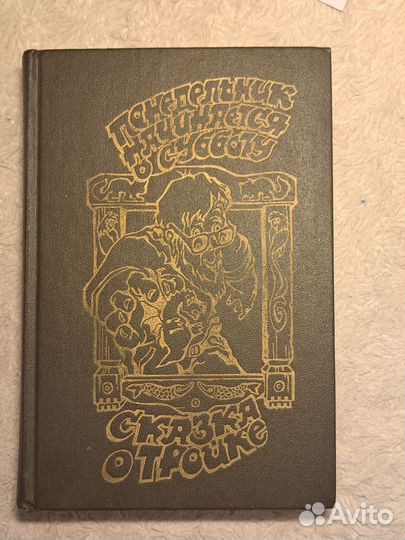 Понедельник
начинается
в субботу
Сказка
о тройке
Avito